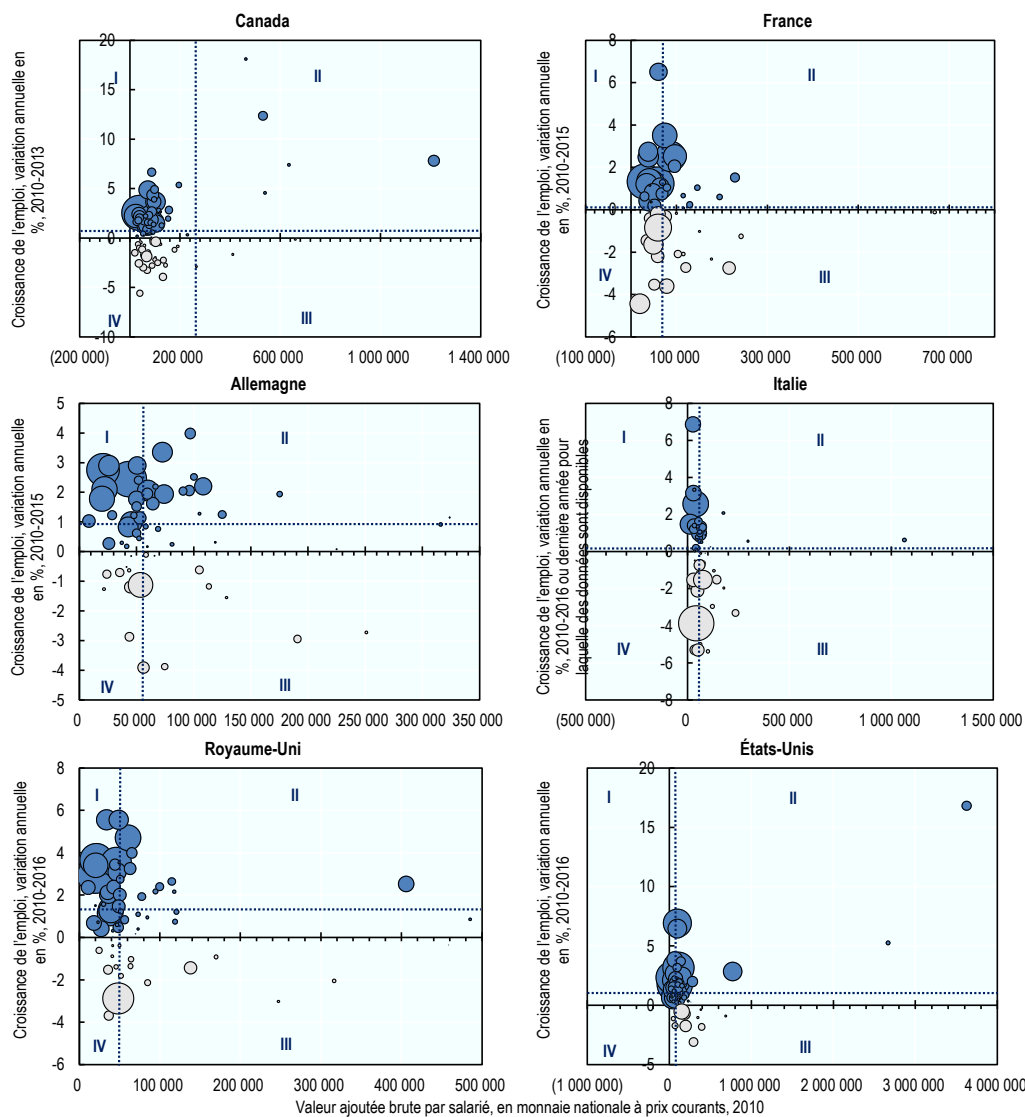 Canada
Croissance de l'emploi, variation annuelle en
%, 2010-2013
20
15
10
5
0
-5
-10
I
II
III
IV
(200 000)
200 000
600 000
1 000 000
1 400 000
France
Croissance de l'emploi, variation annuelle
en %, 2010-2015
8
6
4
2
0
-2
-4
-6
I
II
III
IV
(100 000)
100 000
300 000
500 000
700 000
Allemagne
Croissance de l'emploi, variation annuelle
en %, 2010-2015
5
4
3
2
1
0
-1
-2
-3
-4
-5
I
II
III
IV
0
50 000
100 000
150 000
200 000
250 000
300 000
350 000
Italie
Croissance de l'emploi, variation annuelle en
%, 2010-2016 ou dernière année pour
laquelle des données sont disponibles
8
6
4
2
0
-2
-4
-6
-8
I
II
III
IV
(500 000)
0
500 000
1 000 000
1 500 000
Royaume-Uni
Croissance de l'emploi, variation annuelle
en %, 2010-2016
8
6
4
2
0
-2
-4
-6
I
II
III
IV
0
100 000
200 000
300 000
400 000
500 000
États-Unis
Croissance de l'emploi, variation annuelle
en %, 2010-2016
20
15
10
5
0
-5
I
II
III
IV
(1 000 000)
0
1 000 000
2 000 000
3 000 000
4 000 000
Valeur ajoutée brute par salarié, en monnaie nationale à prix courants, 2010